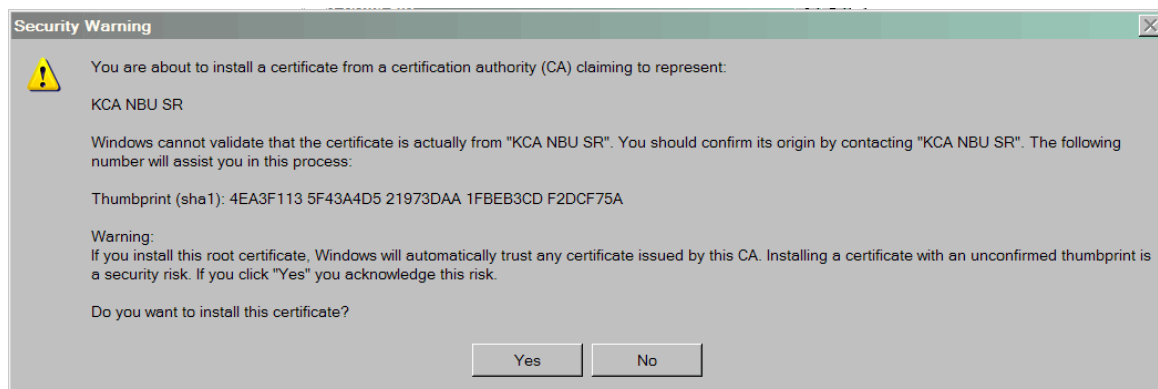 Security Warning
You are about to install a certificate from a certification authority (CA) claiming to represent:
KCA NBU SR
Windows cannot validate that the certificate is actually from "KCA NBU SR". You should confirm its origin by contacting "KCA NBU SR". The following
number will assist you in this process:
Thumbprint (sha1): 4EA3F113 5F43A4D5 21973DAA 1FBEB3CD F2DCF75A
Warning:
If you install this root certificate, Windows will automatically trust any certificate issued by this CA. Installing a certificate with an unconfirmed thumbprint is
a security risk. If you click "Yes" you acknowledge this risk.
Do you want to install this certificate?
Yes No